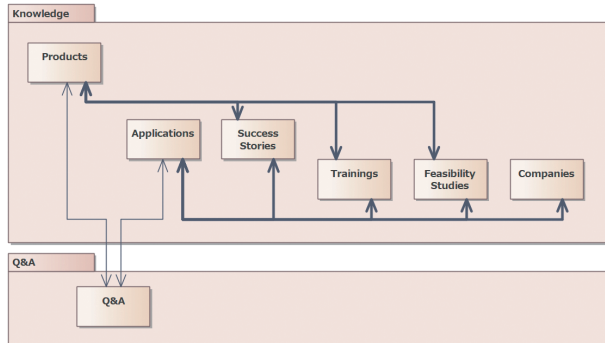 Knowledge
Products
Applications
Success
Stories
Trainings
Feasibility
Studies
Companies
Q&A
Q&A